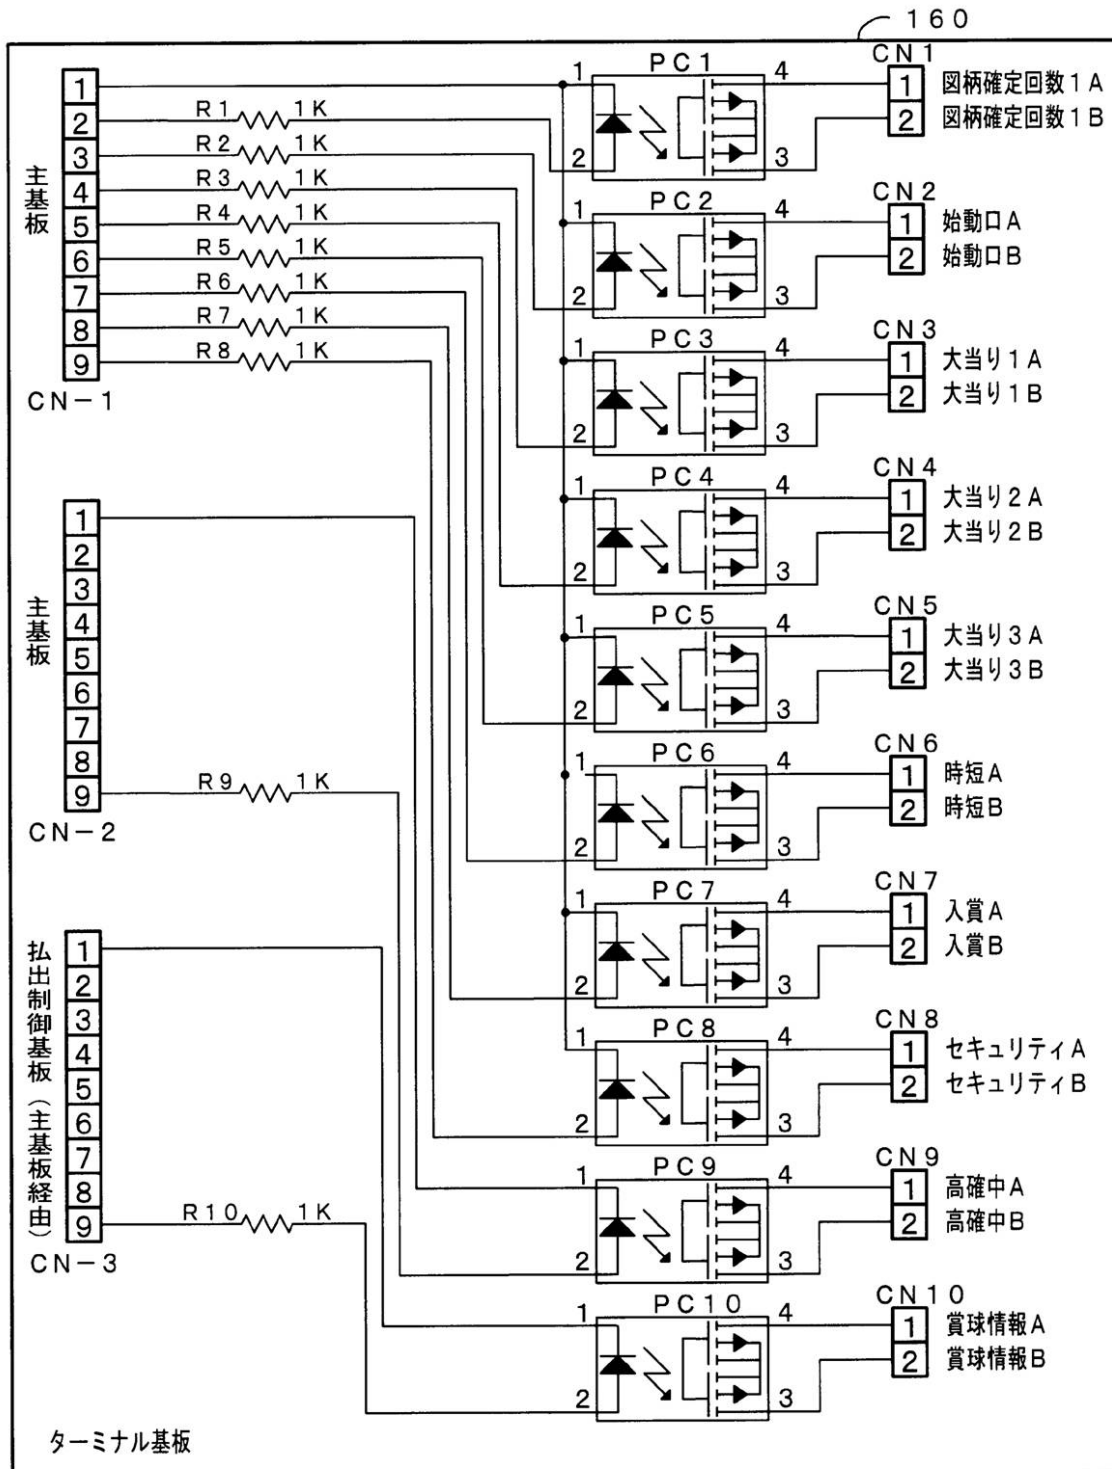 160
主基板
1
2 R1 1K
3 R2 1K
4 R3 1K
5 R4 1K
6 R5 1K
7 R6 1K
8 R7 1K
9 R8 1K
CN-1
主基板
1
2
3
4
5
6
7
8
9 R9 1K
CN-2
払出制御基板(主基板経由)
1
2
3
4
5
6
7
8
9 R10 1K
CN-3
PC1 CN1
1 4 1 図柄確定回数1A
2 3 2 図柄確定回数1B
PC2 CN2
1 4 1 始動口A
2 3 2 始動口B
PC3 CN3
1 4 1 大当り1A
2 3 2 大当り1B
PC4 CN4
1 4 1 大当り2A
2 3 2 大当り2B
PC5 CN5
1 4 1 大当り3A
2 3 2 大当り3B
PC6 CN6
1 4 1 時短A
2 3 2 時短B
PC7 CN7
1 4 1 入賞A
2 3 2 入賞B
PC8 CN8
1 4 1 セキュリティA
2 3 2 セキュリティB
PC9 CN9
1 4 1 高確中A
2 3 2 高確中B
PC10 CN10
1 4 1 賞球情報A
2 3 2 賞球情報B
ターミナル基板